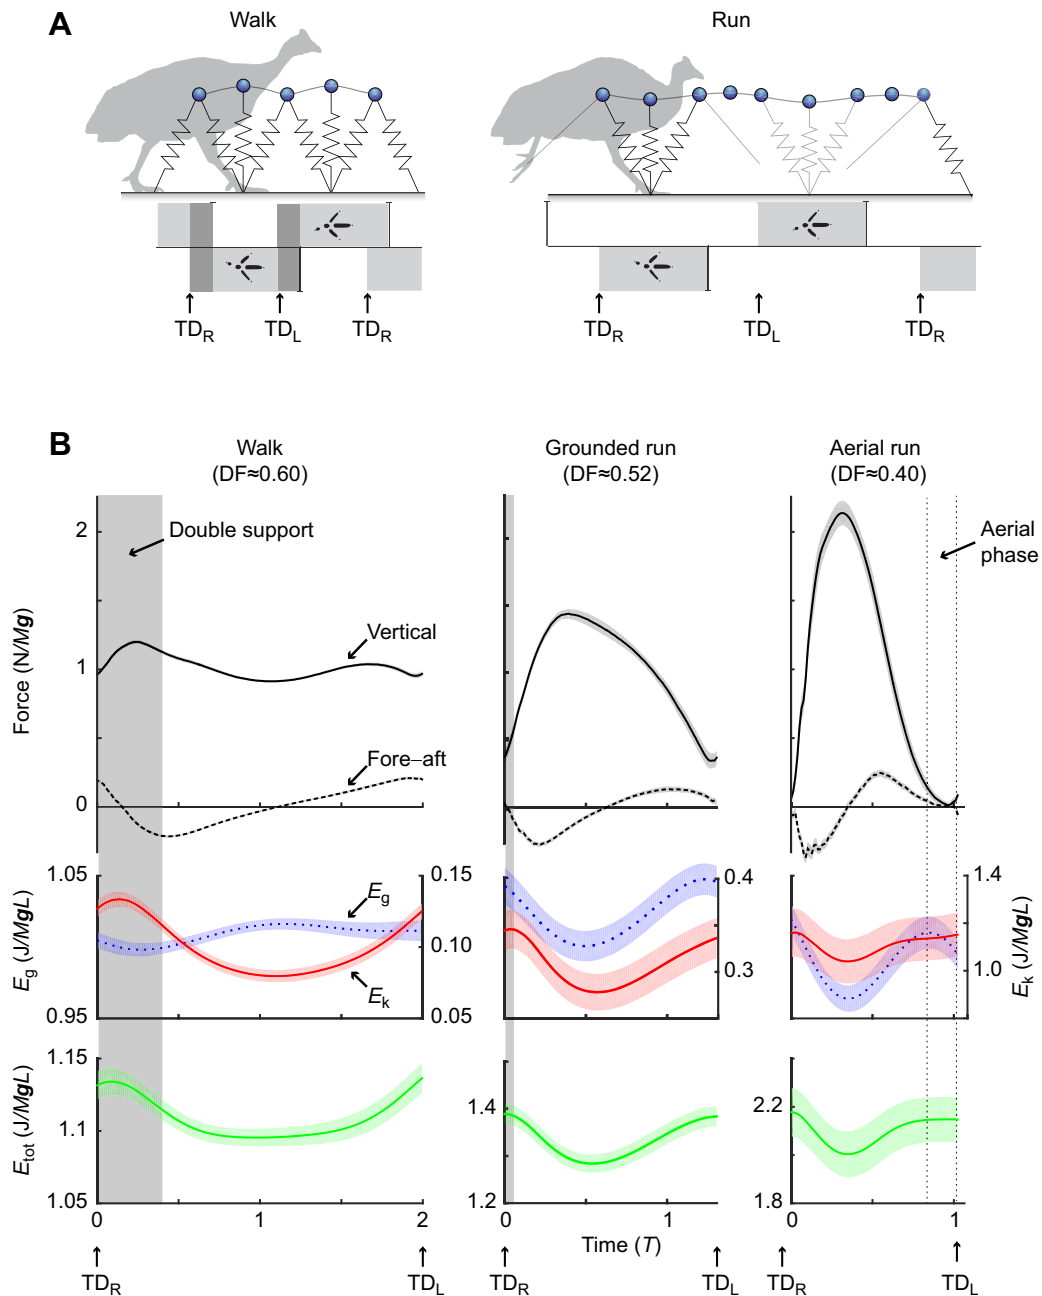 A
Walk
Run
TDR
TDL
TDR
TDR
TDL
TDR
B
Walk
(DF≈0.60)
Grounded run
(DF≈0.52)
Aerial run
(DF≈0.40)
Double support
Aerial
phase
Vertical
Fore–aft
Force (N/Mg)
2
1
0
1.05
0.95
Eg (J/MgL)
0.15
0.10
0.05
Eg
Ek
0.4
0.3
1.4
1.0
Ek (J/MgL)
1.15
1.1
1.05
Etot (J/MgL)
1.4
1.2
2.2
1.8
0
1
2
0
1
0
1
Time (T)
TDR
TDL
TDR
TDL
TDR
TDL